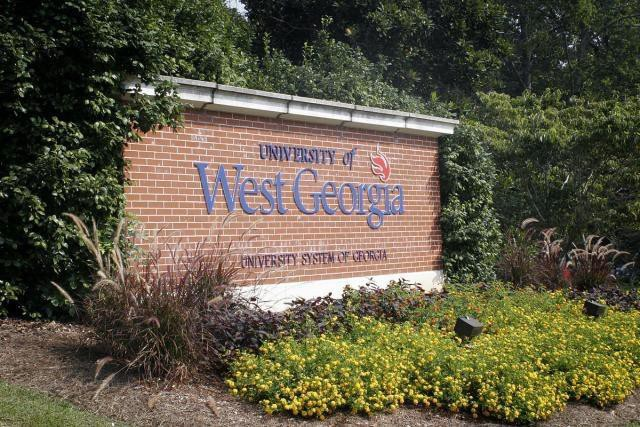 UNIVERSITY of
West Georgia
UNIVERSITY SYSTEM OF GEORGIA